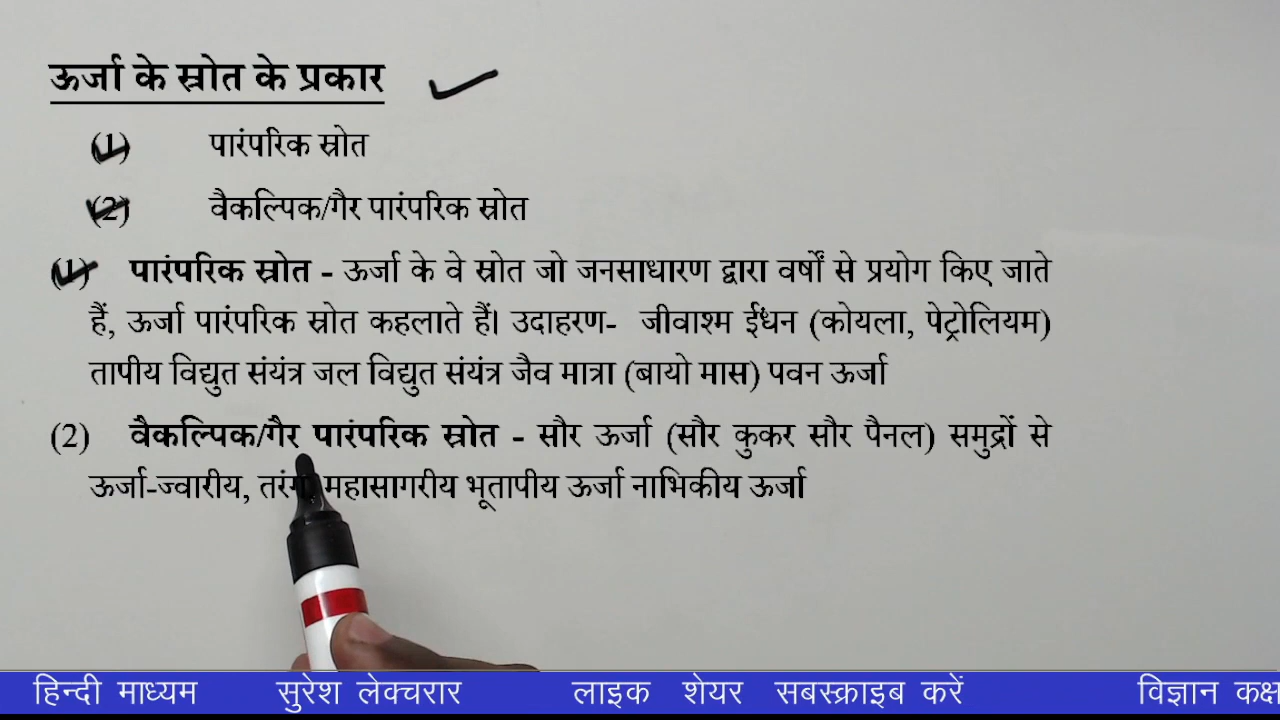 ऊर्जा के स्रोत के प्रकार
(1) पारंपरिक स्रोत
(2) वैकल्पिक/गैर पारंपरिक स्रोत
(1) पारंपरिक स्रोत - ऊर्जा के वे स्रोत जो जनसाधारण द्वारा वर्षों से प्रयोग किए जाते
हैं, ऊर्जा पारंपरिक स्रोत कहलाते हैं। उदाहरण- जीवाश्म ईंधन (कोयला, पेट्रोलियम)
तापीय विद्युत संयंत्र जल विद्युत संयंत्र जैव मात्रा (बायो मास) पवन ऊर्जा
(2) वैकल्पिक/गैर पारंपरिक स्रोत - सौर ऊर्जा (सौर कुकर सौर पैनल) समुद्रों से
ऊर्जा-ज्वारीय, महासागरीय भूतापीय ऊर्जा नाभिकीय ऊर्जा
हिन्दी माध्यम सुरेश लेक्चरार लाइक शेयर सबस्क्राइब करें विज्ञान